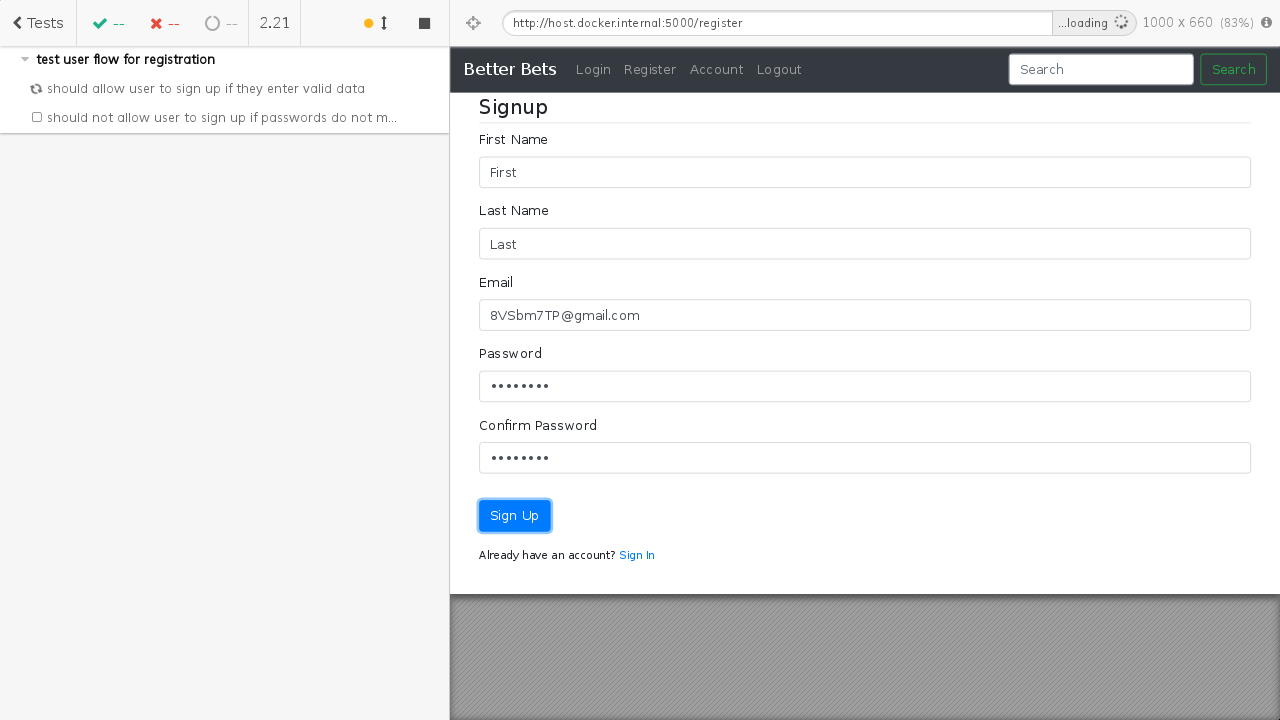 Tests -- -- -- 2.21
http://host.docker.internal:5000/register ...loading 1000 x 660 (83%)
test user flow for registration
should allow user to sign up if they enter valid data
should not allow user to sign up if passwords do not m...
Better Bets Login Register Account Logout Search Search
Signup
First Name
First
Last Name
Last
Email
8VSbm7TP@gmail.com
Password
••••••••
Confirm Password
••••••••
Sign Up
Already have an account? Sign In